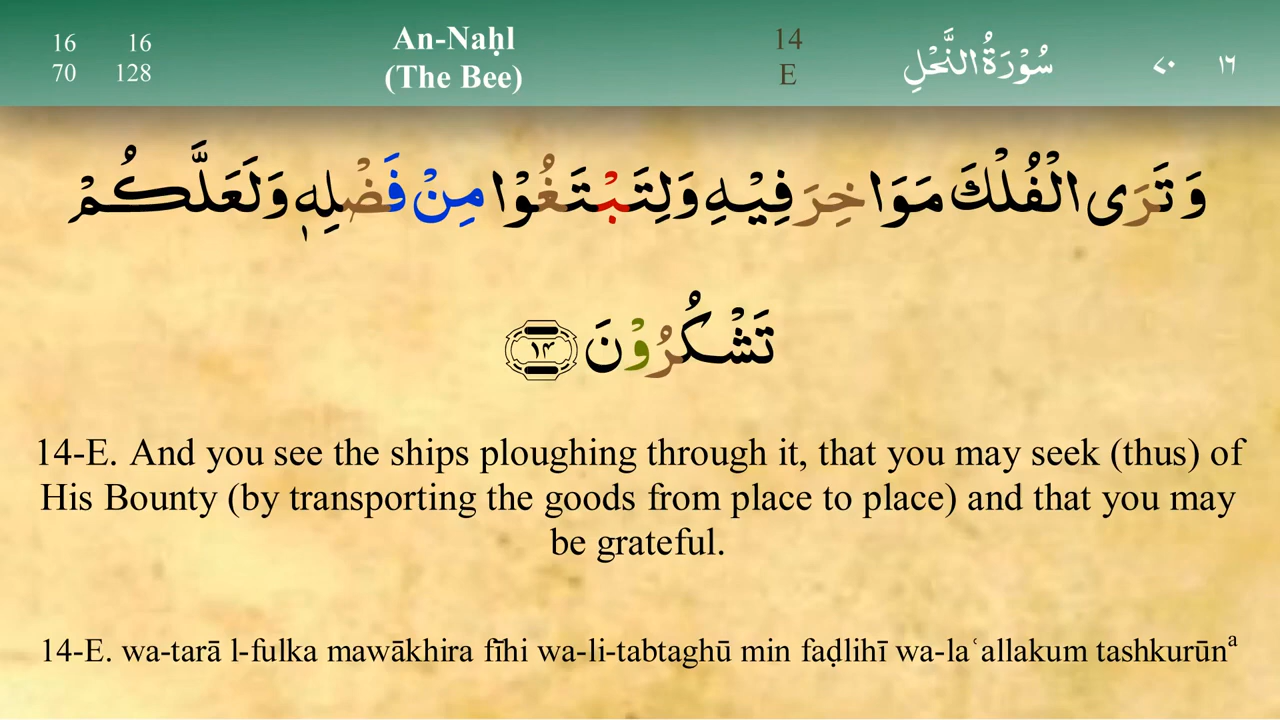 16 16
70 128
An-Naḥl
(The Bee)
14
E
سُوْرَةُ النَّحْلِ
٧٠ ١٦
وَ تَرَى الْفُلْكَ مَوَاخِرَ فِيْهِ وَلِتَبْتَغُوْا مِنْ فَضْلِهٖ وَلَعَلَّكُمْ
تَشْكُرُوْنَ ١٤
14-E. And you see the ships ploughing through it, that you may seek (thus) of
His Bounty (by transporting the goods from place to place) and that you may
be grateful.
14-E. wa-tarā l-fulka mawākhira fīhi wa-li-tabtaghū min faḍlihī wa-laʿallakum tashkurūnᵃ